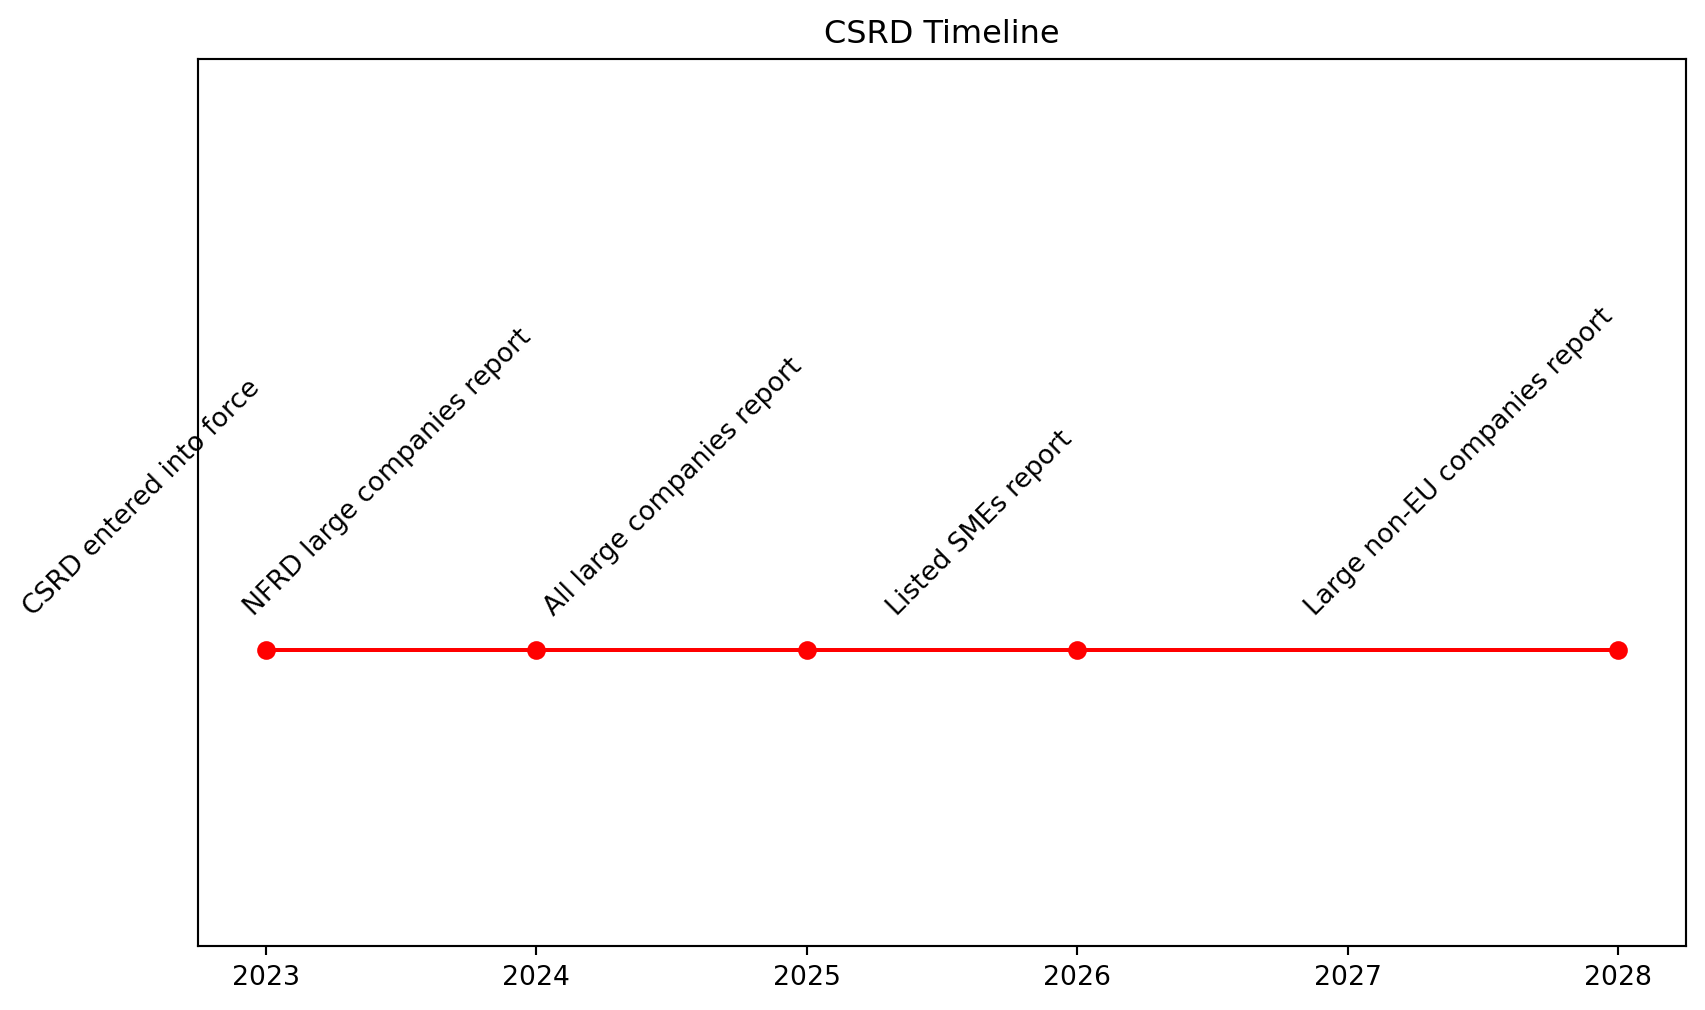 CSRD Timeline
CSRD entered into force
NFRD large companies report
All large companies report
Listed SMEs report
Large non-EU companies report
2023
2024
2025
2026
2027
2028